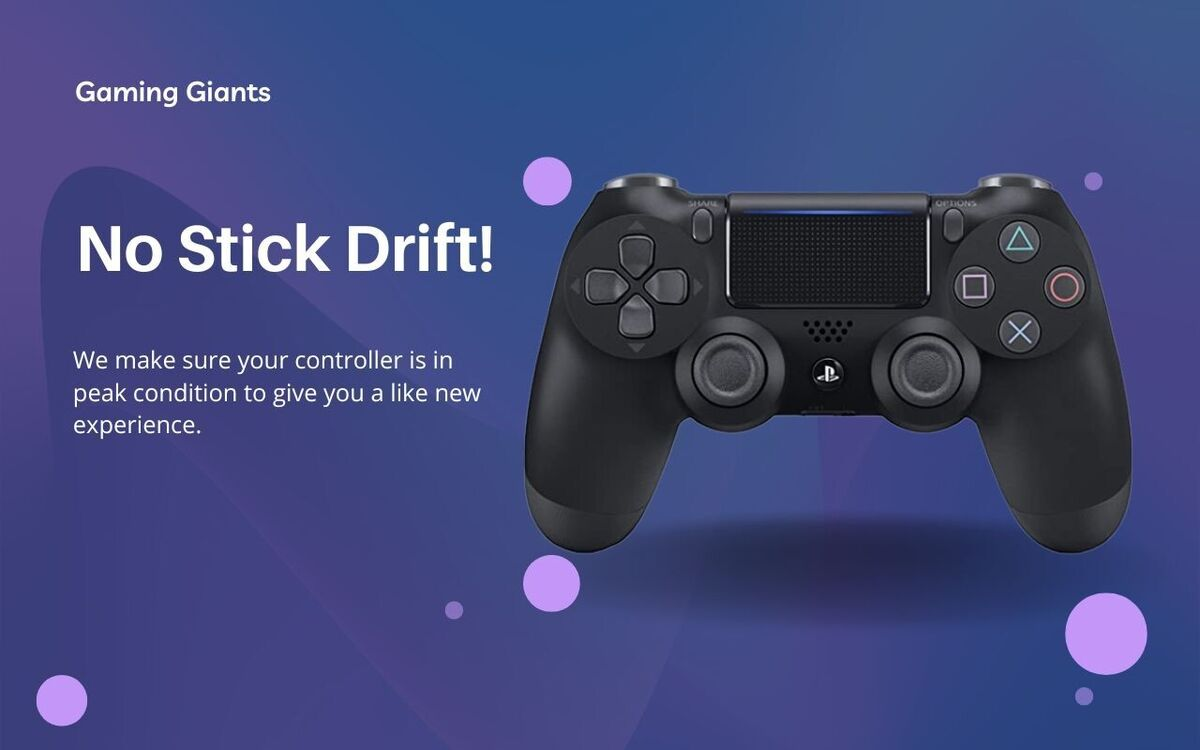 Gaming Giants
No Stick Drift!
We make sure your controller is in
peak condition to give you a like new
experience.
SHARE
OPTIONS